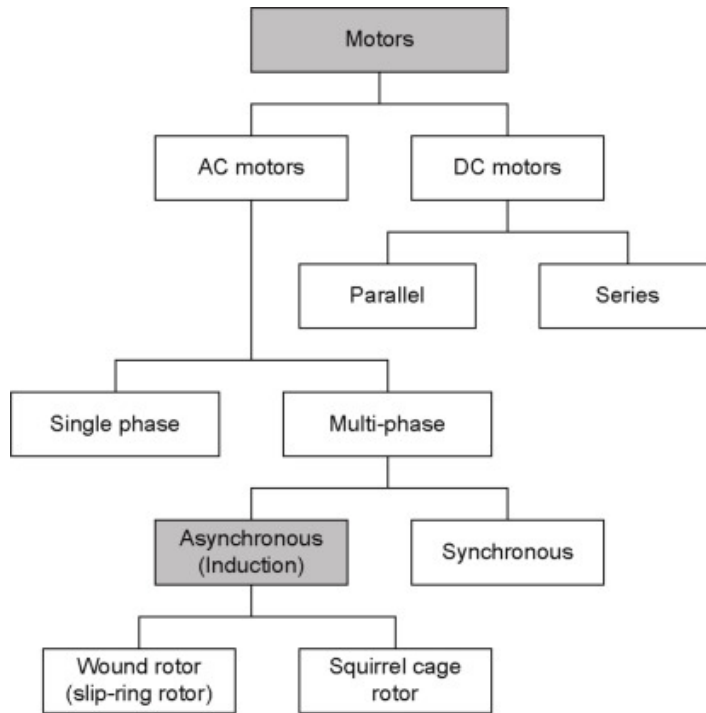 Motors
AC motors
DC motors
Parallel
Series
Single phase
Multi-phase
Asynchronous
(Induction)
Synchronous
Wound rotor
(slip-ring rotor)
Squirrel cage
rotor